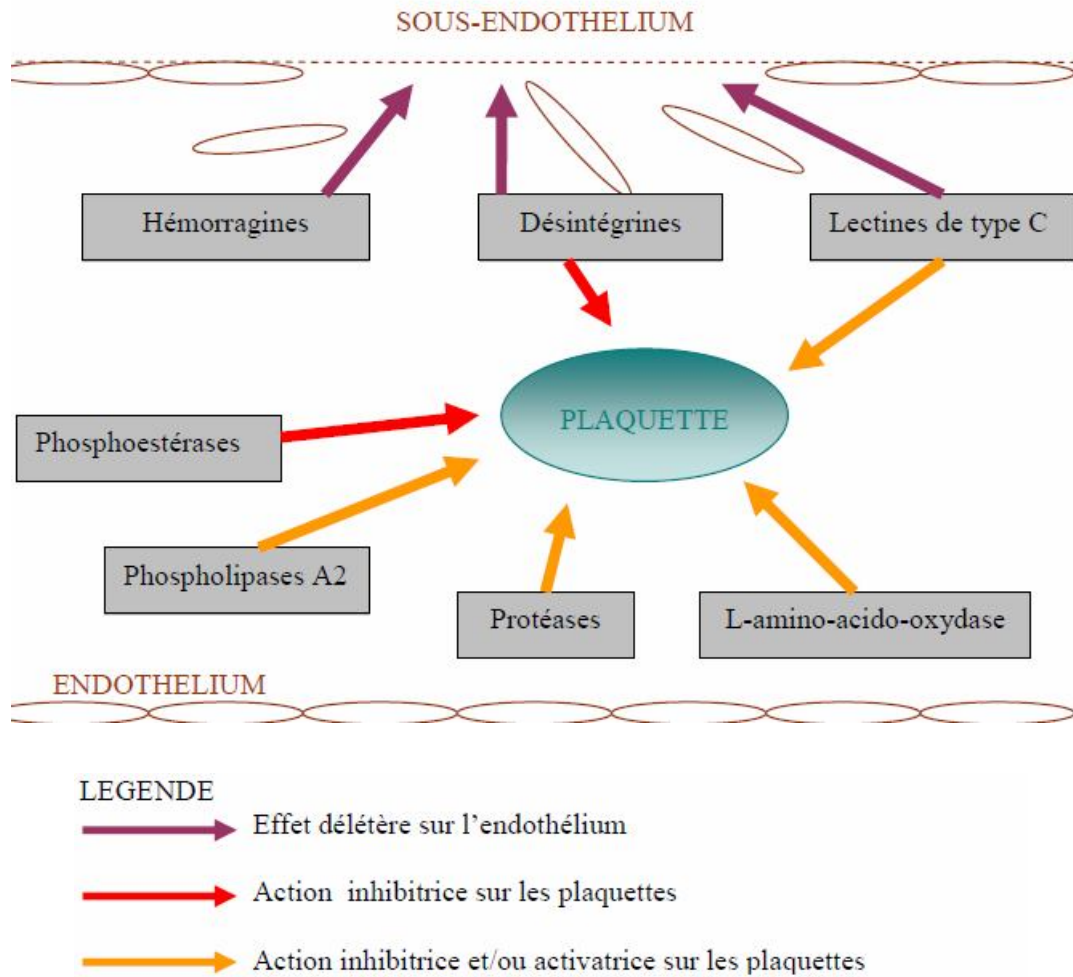 SOUS-ENDOTHELIUM
Hémorragines
Désintégrines
Lectines de type C
PLAQUETTE
Phosphoestérases
Phospholipases A2
Protéases
L-amino-acido-oxydase
ENDOTHELIUM
LEGENDE
Effet délétère sur l'endothélium
Action inhibitrice sur les plaquettes
Action inhibitrice et/ou activatrice sur les plaquettes